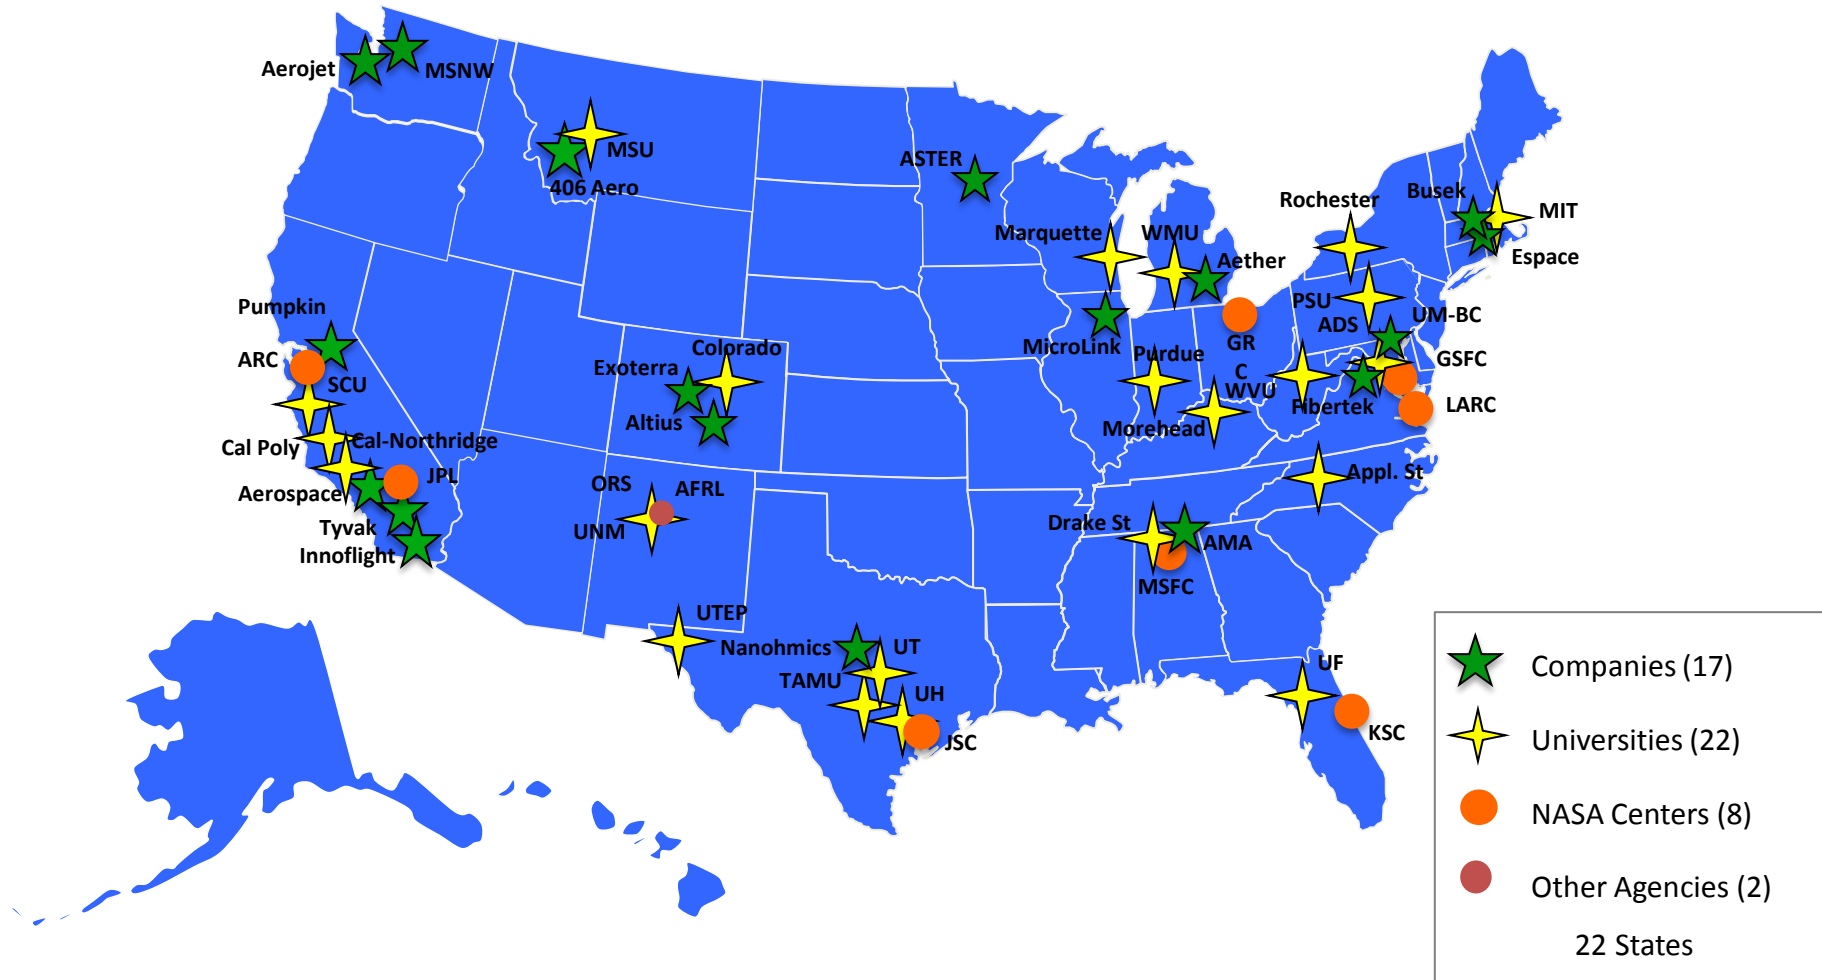 Aerojet
MSNW
MSU
406 Aero
ASTER
Rochester
Busek
MIT
Espace
Marquette
WMU
Aether
Pumpkin
ARC
SCU
Exoterra
Colorado
Altius
MicroLink
Purdue
GR
C
PSU
ADS
UM-BC
GSFC
WVU
Fibertek
LARC
Morehead
Cal Poly
Cal-Northridge
JPL
Aerospace
Tyvak
Innoflight
ORS
AFRL
UNM
Appl. St
Drake St
AMA
MSFC
UTEP
Nanohmics
UT
TAMU
UH
JSC
UF
KSC
Companies (17)
Universities (22)
NASA Centers (8)
Other Agencies (2)
22 States